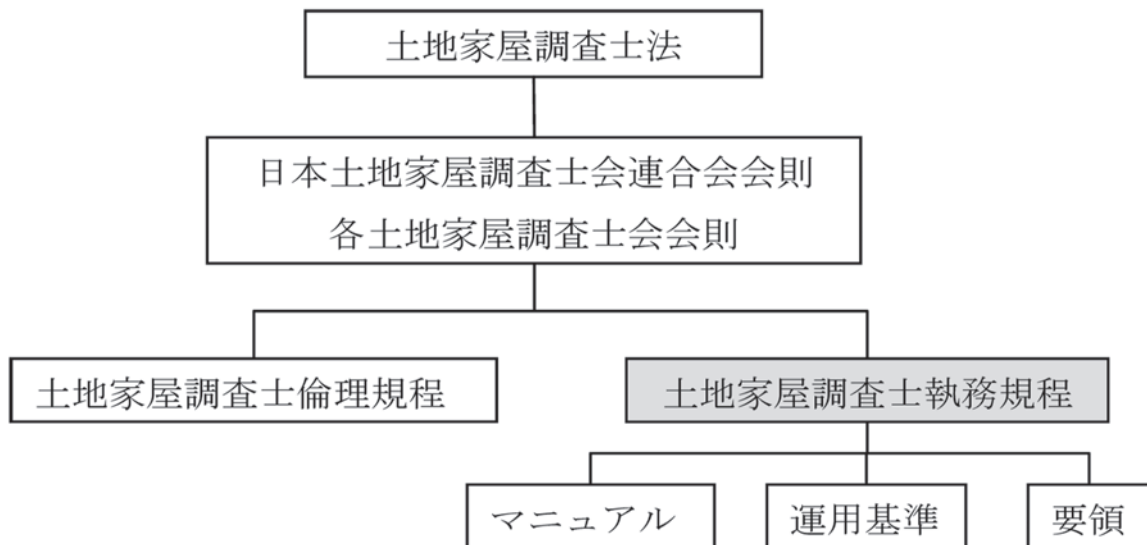 土地家屋調査士法
日本土地家屋調査士会連合会会則
各土地家屋調査士会会則
土地家屋調査士倫理規程
土地家屋調査士執務規程
マニュアル
運用基準
要領